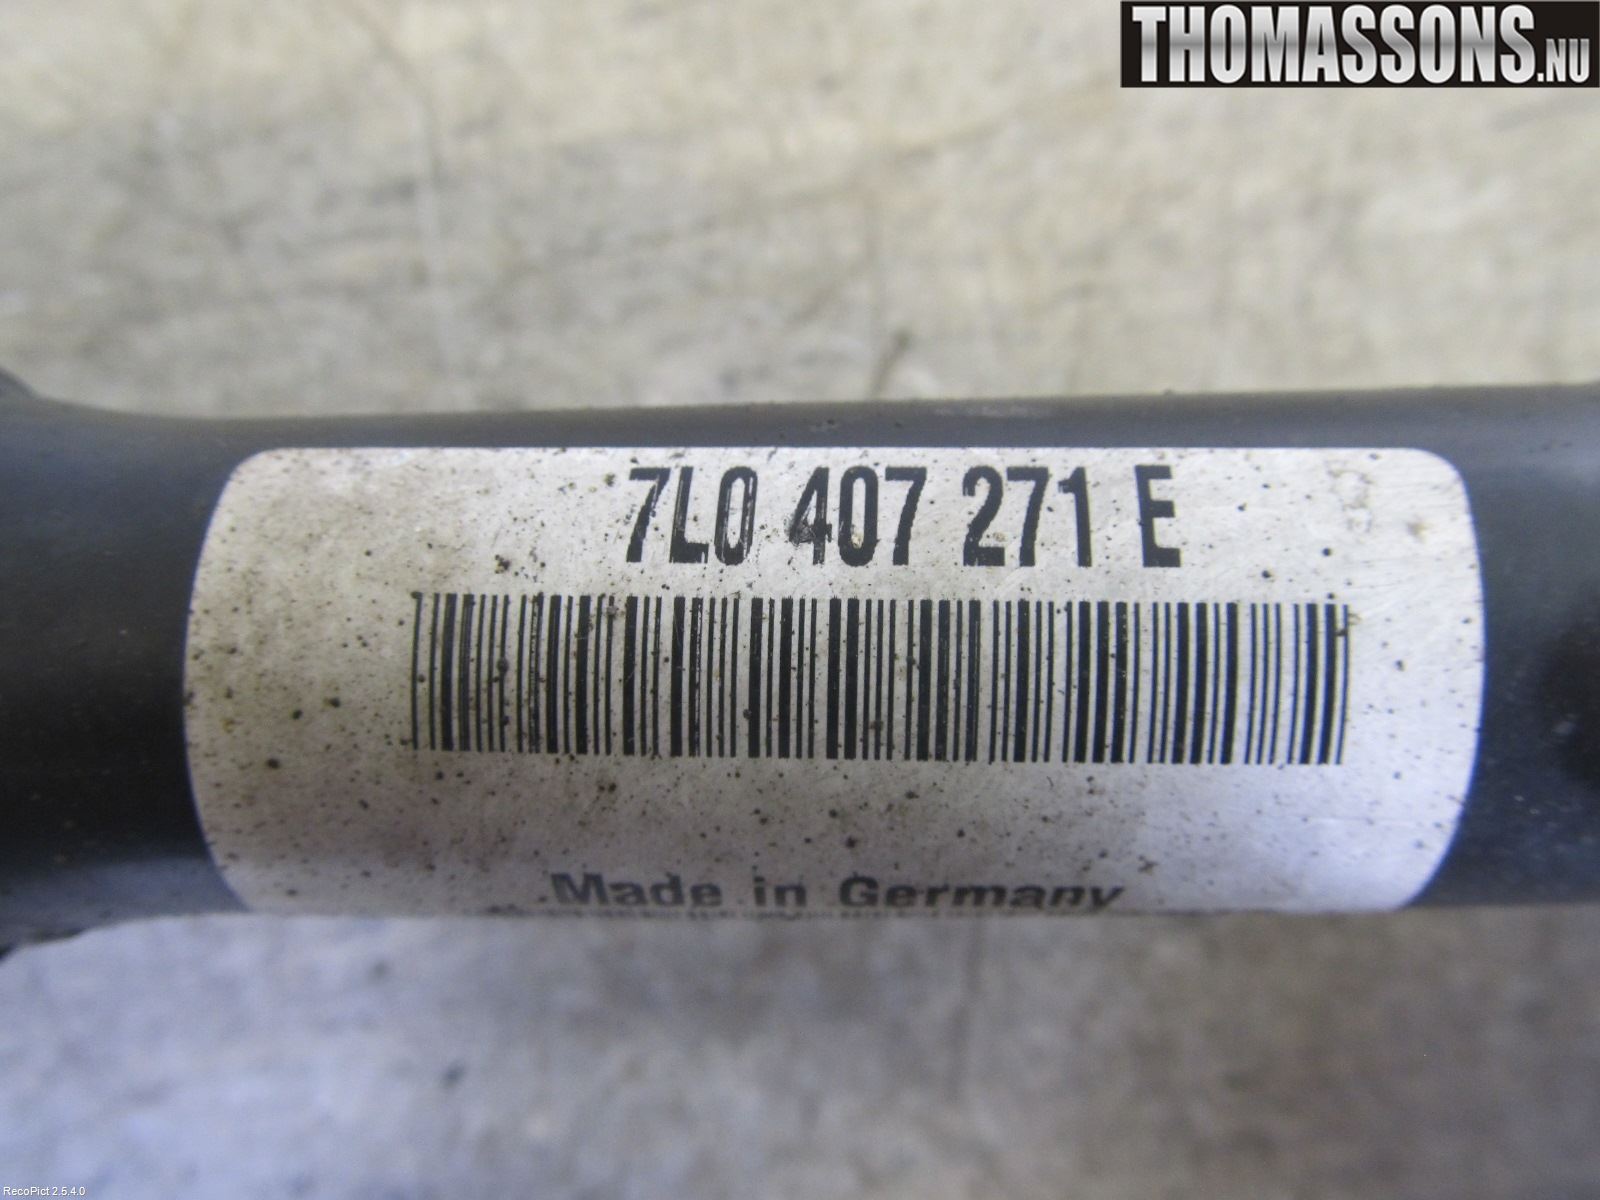 THOMASSONS.NU
7L0 407 271 E
Made in Germany
RecoPict 2.5.4.0